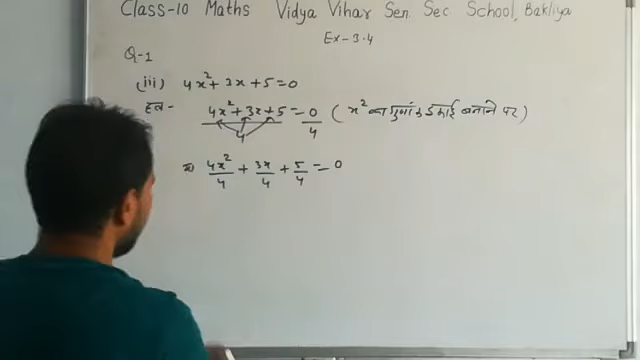 Class-10 Maths Vidya Vihar Sen. Sec School, Bakliya
Ex-3.4
Q-1
(iii) 4x²+3x+5=0
हल- (4x²+3x+5)/4 = 0/4 (x² का गुणांक इकाई बनाने पर)
4
या 4x²/4 + 3x/4 + 5/4 = 0